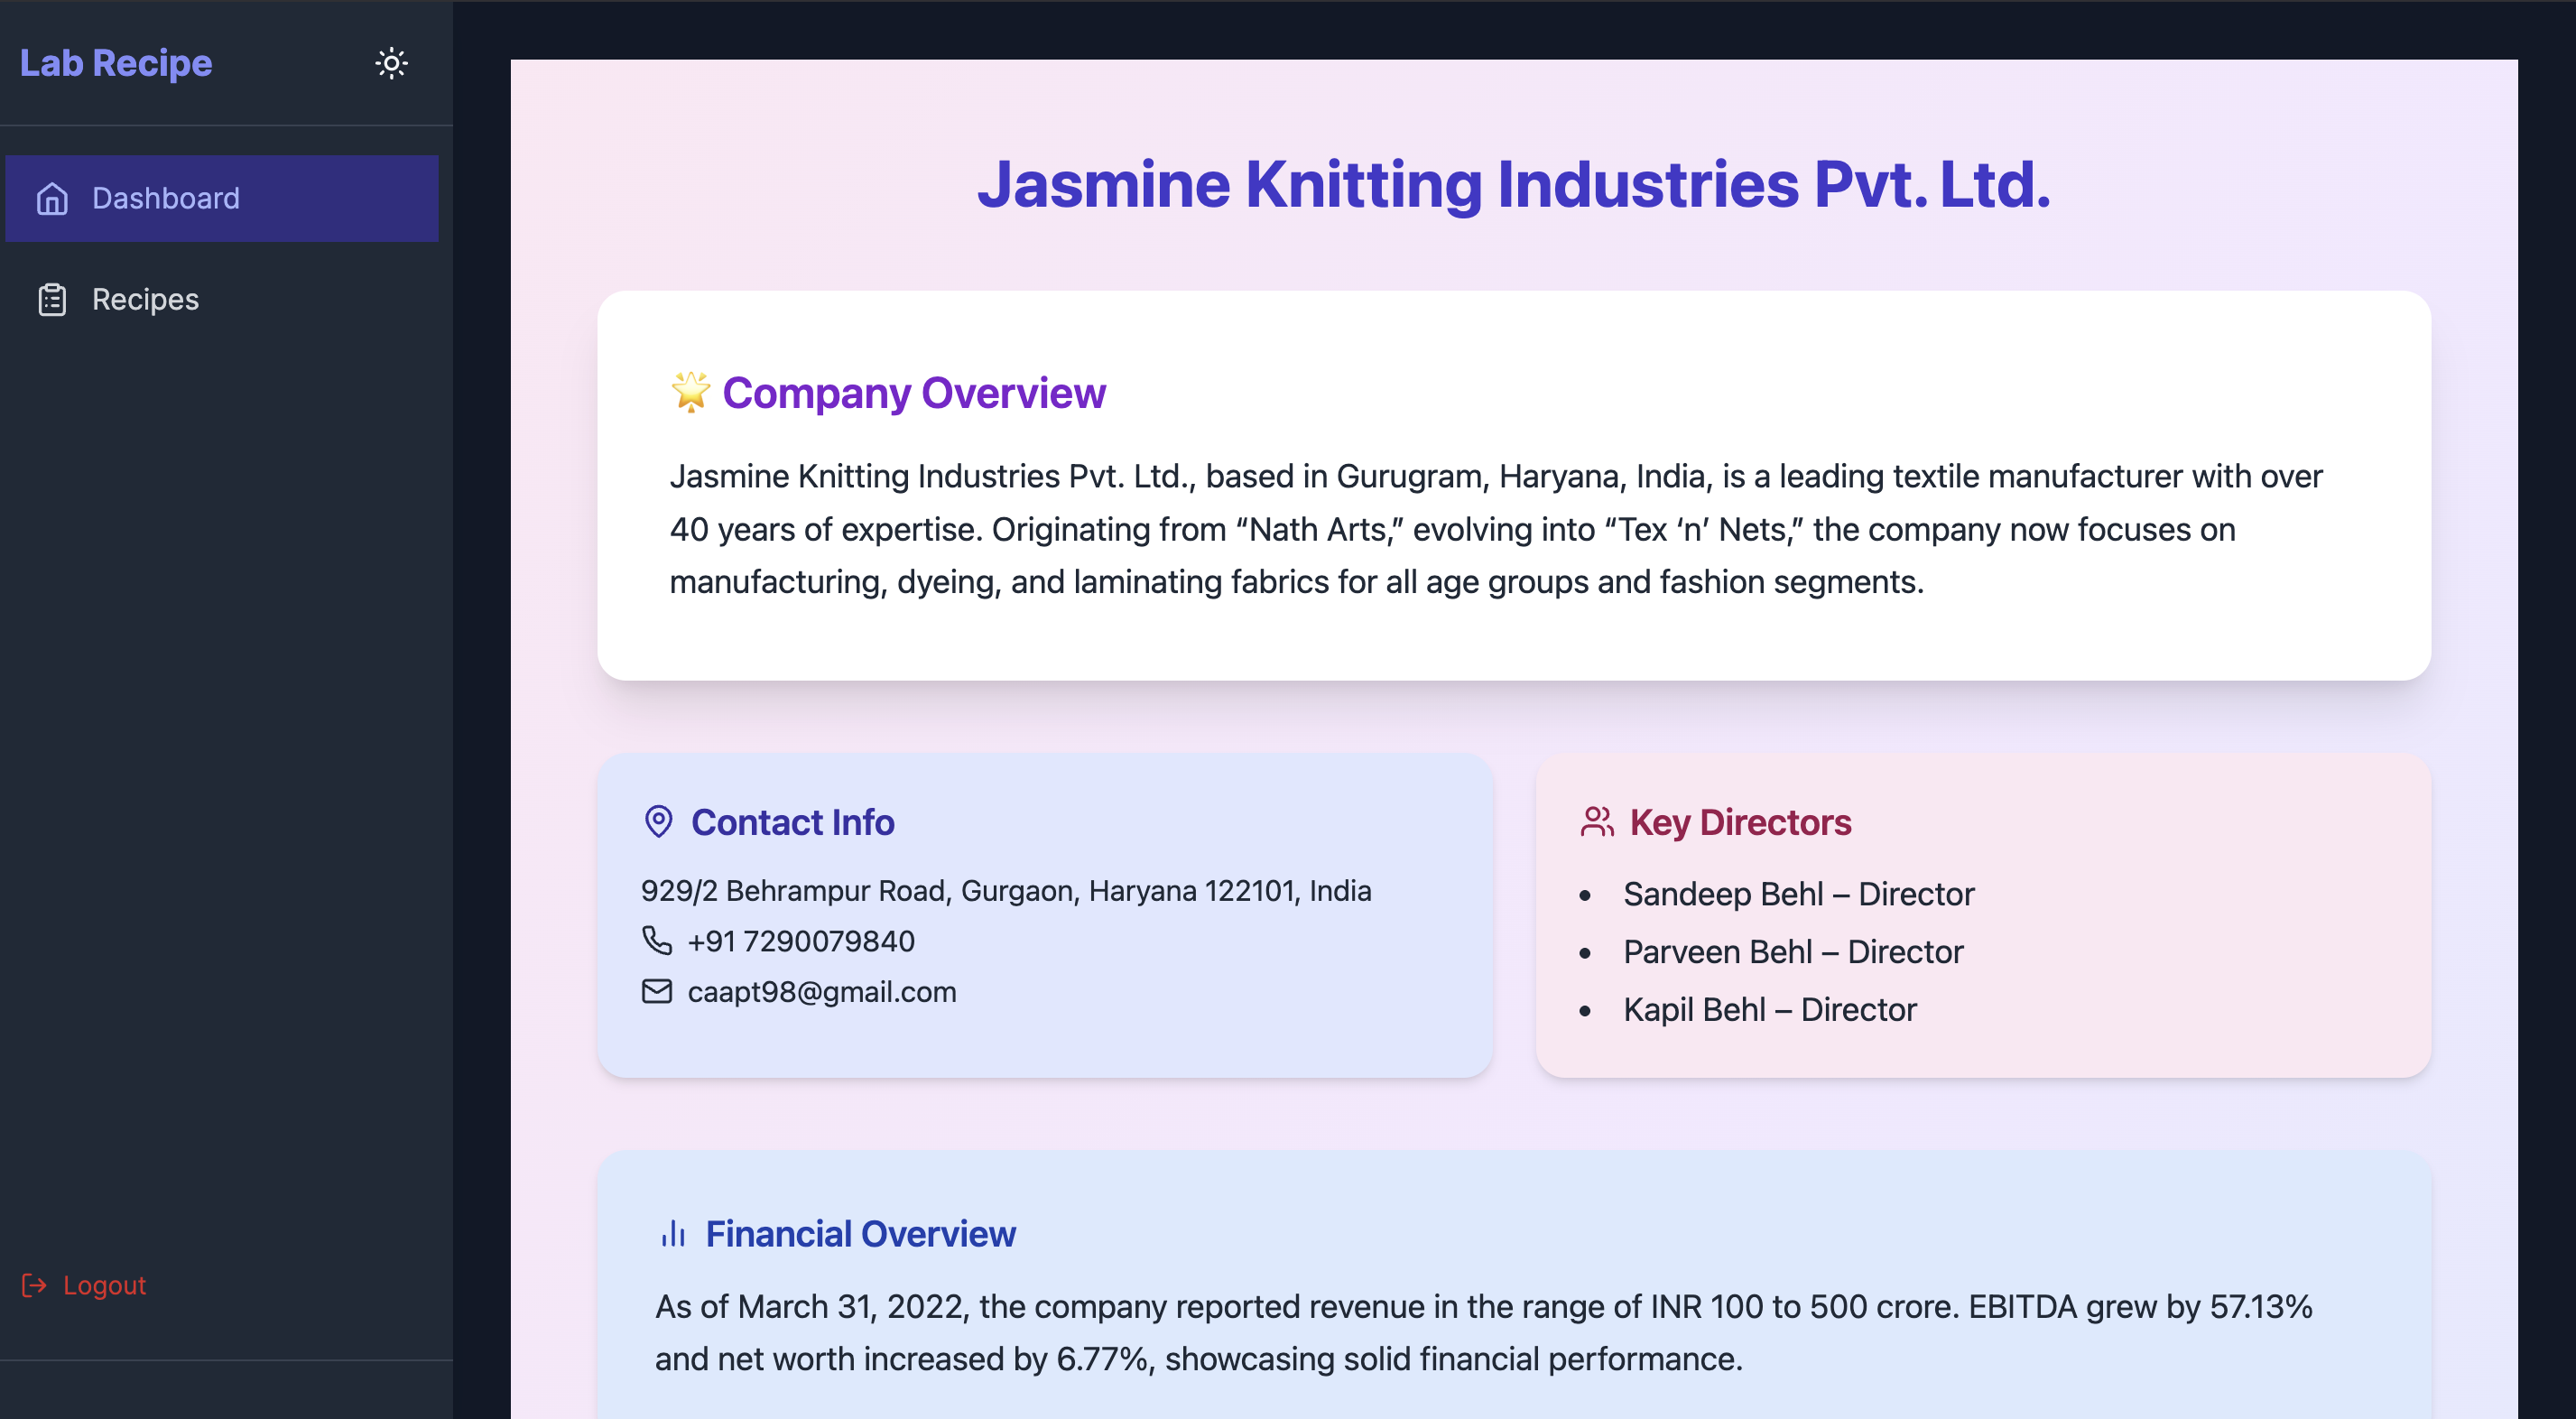 Lab Recipe
Dashboard
Recipes
Logout
Jasmine Knitting Industries Pvt. Ltd.
🌟 Company Overview
Jasmine Knitting Industries Pvt. Ltd., based in Gurugram, Haryana, India, is a leading textile manufacturer with over
40 years of expertise. Originating from “Nath Arts,” evolving into “Tex ‘n’ Nets,” the company now focuses on
manufacturing, dyeing, and laminating fabrics for all age groups and fashion segments.
Contact Info
929/2 Behrampur Road, Gurgaon, Haryana 122101, India
+91 7290079840
caapt98@gmail.com
Key Directors
• Sandeep Behl – Director
• Parveen Behl – Director
• Kapil Behl – Director
Financial Overview
As of March 31, 2022, the company reported revenue in the range of INR 100 to 500 crore. EBITDA grew by 57.13%
and net worth increased by 6.77%, showcasing solid financial performance.